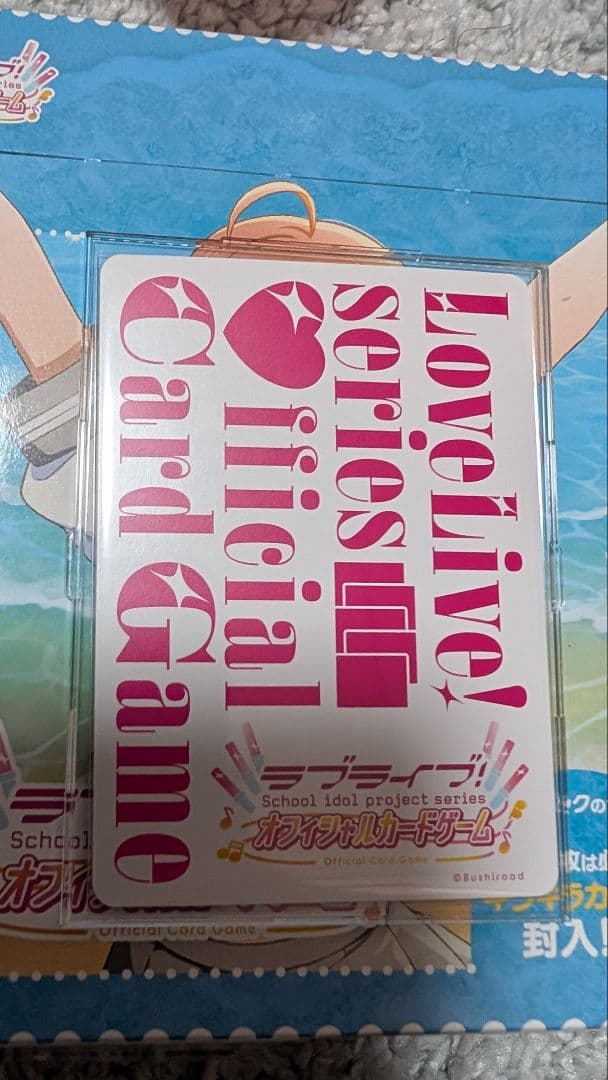 LoveLive!
series
Official
Card Game
ラブライブ!
School idol project series
オフィシャルカードゲーム
Official Card Game
©Bushiroad
School
Official Card Game
封入